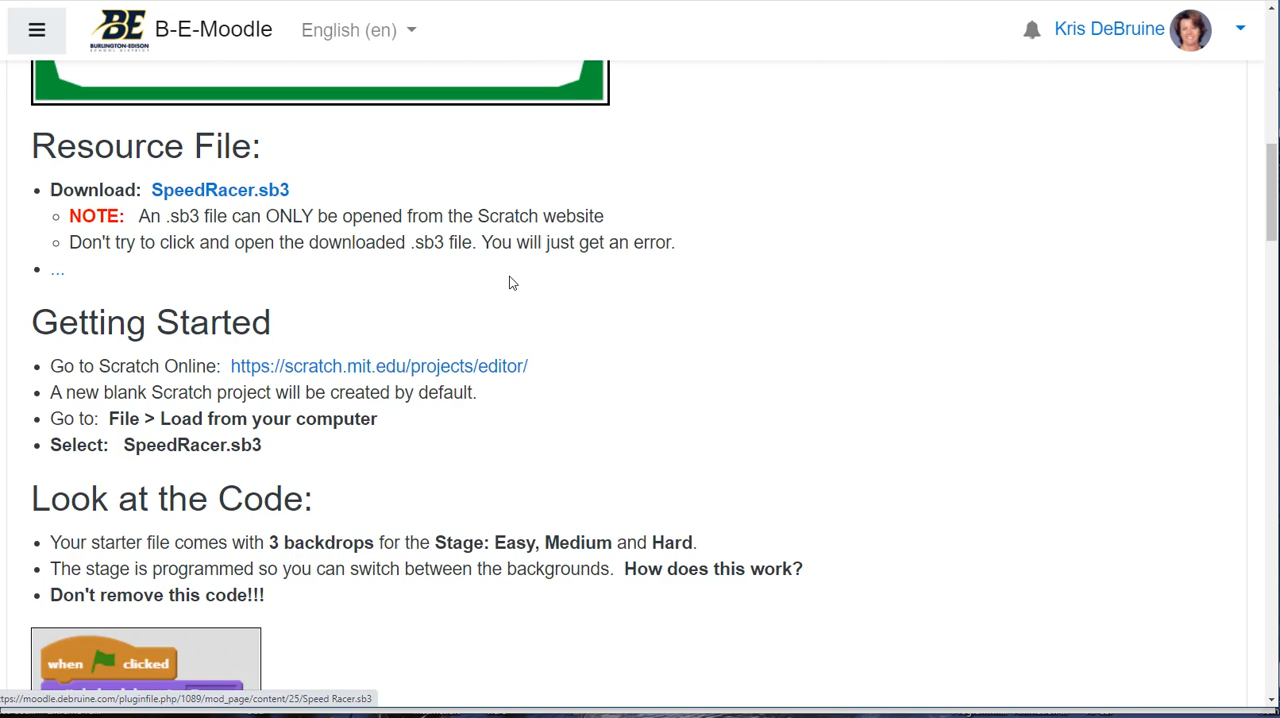 BE
BURLINGTON-EDISON
SCHOOL DISTRICT
B-E-Moodle
English (en)
Kris DeBruine
Resource File:
Download: SpeedRacer.sb3
NOTE: An .sb3 file can ONLY be opened from the Scratch website
Don't try to click and open the downloaded .sb3 file. You will just get an error.
...
Getting Started
Go to Scratch Online: https://scratch.mit.edu/projects/editor/
A new blank Scratch project will be created by default.
Go to: File > Load from your computer
Select: SpeedRacer.sb3
Look at the Code:
Your starter file comes with 3 backdrops for the Stage: Easy, Medium and Hard.
The stage is programmed so you can switch between the backgrounds. How does this work?
Don't remove this code!!!
when clicked
tps://moodle.debruine.com/pluginfile.php/1089/mod_page/content/25/Speed Racer.sb3